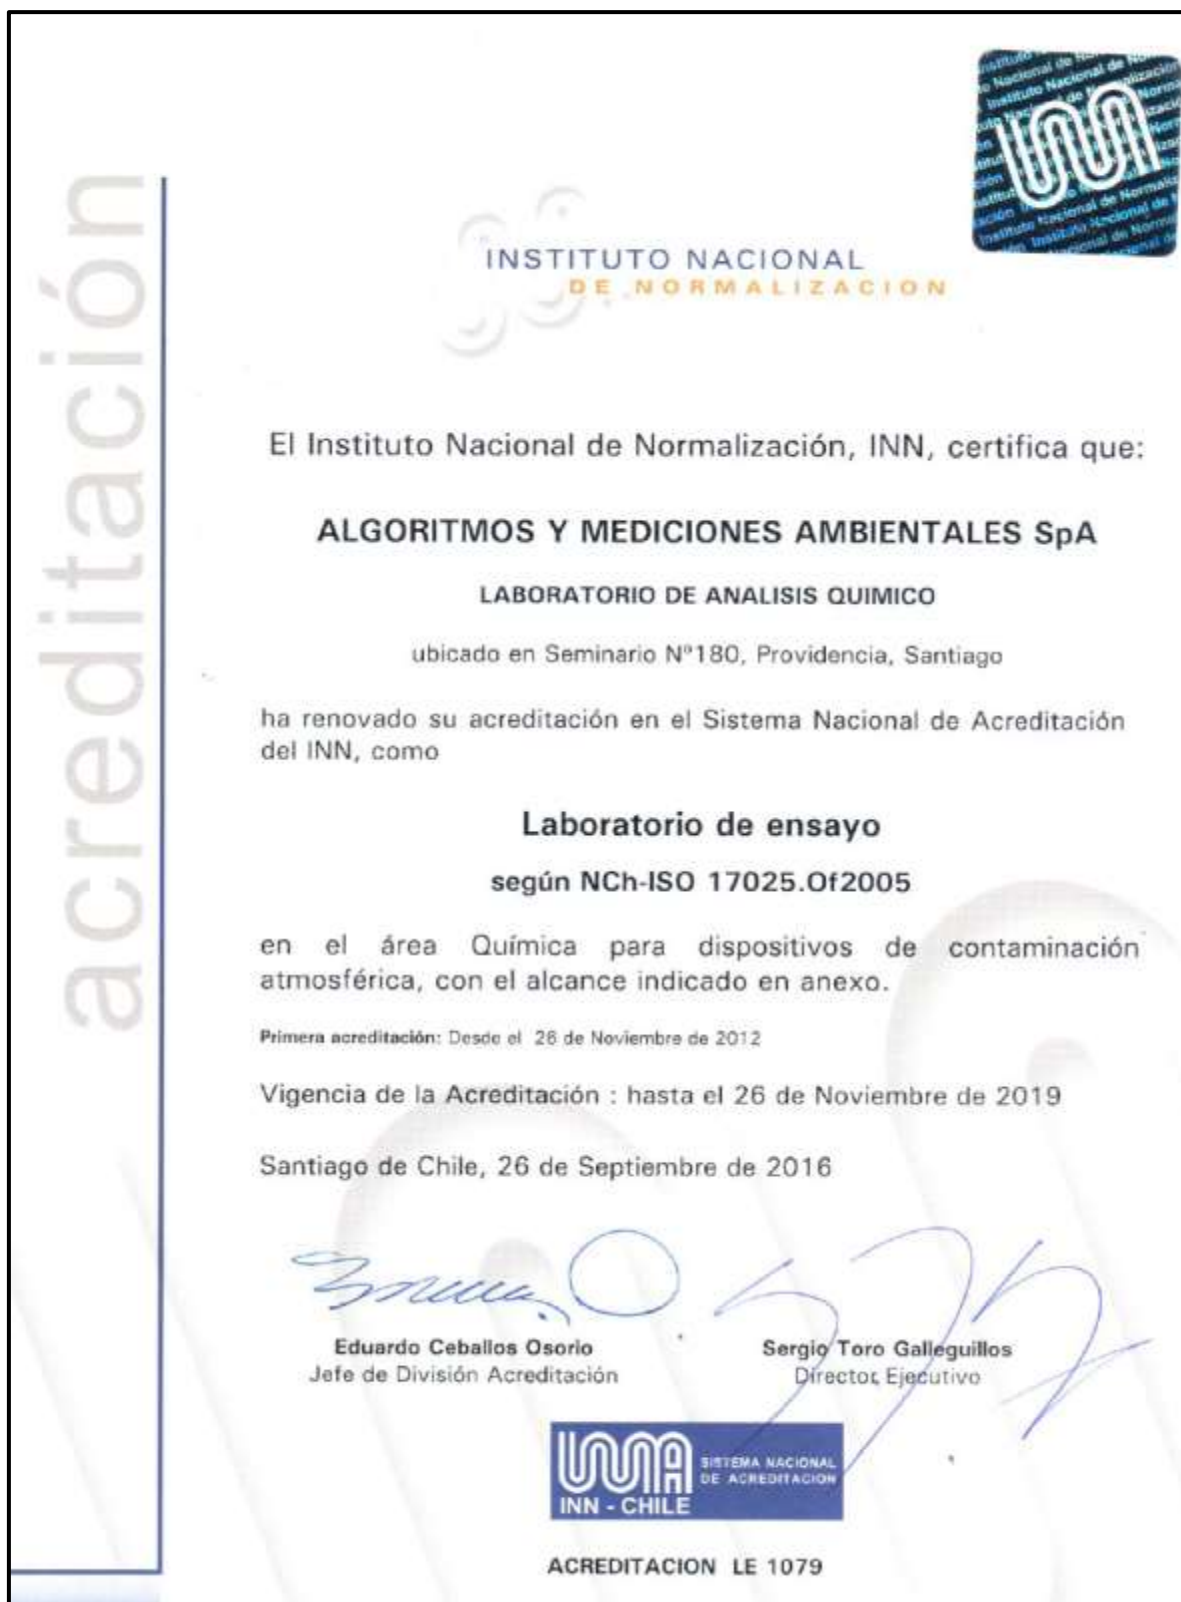 acreditación
INSTITUTO NACIONAL
DE NORMALIZACION
El Instituto Nacional de Normalización, INN, certifica que:
ALGORITMOS Y MEDICIONES AMBIENTALES SpA
LABORATORIO DE ANALISIS QUIMICO
ubicado en Seminario Nº180, Providencia, Santiago
ha renovado su acreditación en el Sistema Nacional de Acreditación
del INN, como
Laboratorio de ensayo
según NCh-ISO 17025.Of2005
en el área Química para dispositivos de contaminación
atmosférica, con el alcance indicado en anexo.
Primera acreditación: Desde el 26 de Noviembre de 2012
Vigencia de la Acreditación : hasta el 26 de Noviembre de 2019
Santiago de Chile, 26 de Septiembre de 2016
Eduardo Ceballos Osorio
Jefe de División Acreditación
Sergio Toro Galleguillos
Director Ejecutivo
SISTEMA NACIONAL
DE ACREDITACION
INN - CHILE
ACREDITACION LE 1079